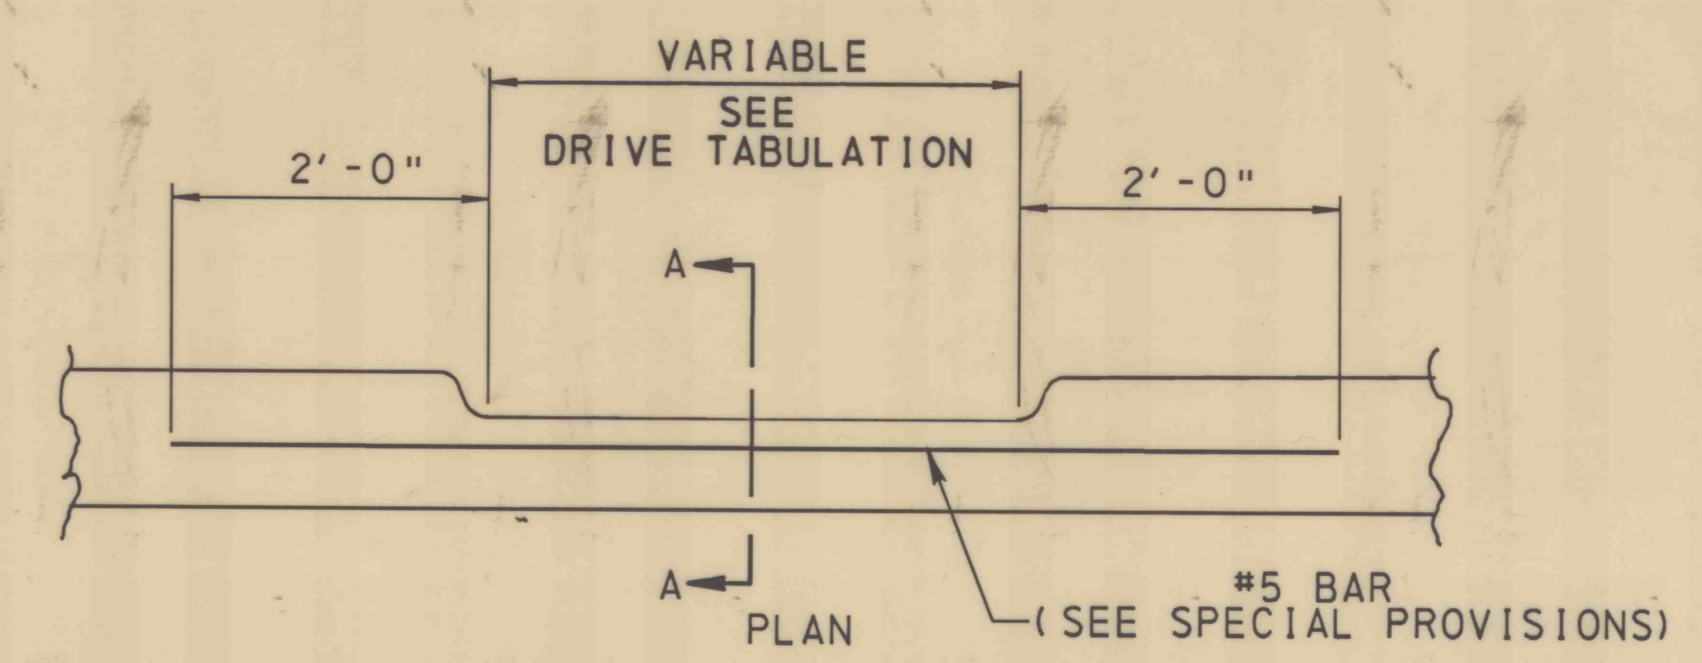 VARIABLE
SEE
DRIVE TABULATION
2'-0"
2'-0"
A
A
PLAN
#5 BAR
(SEE SPECIAL PROVISIONS)